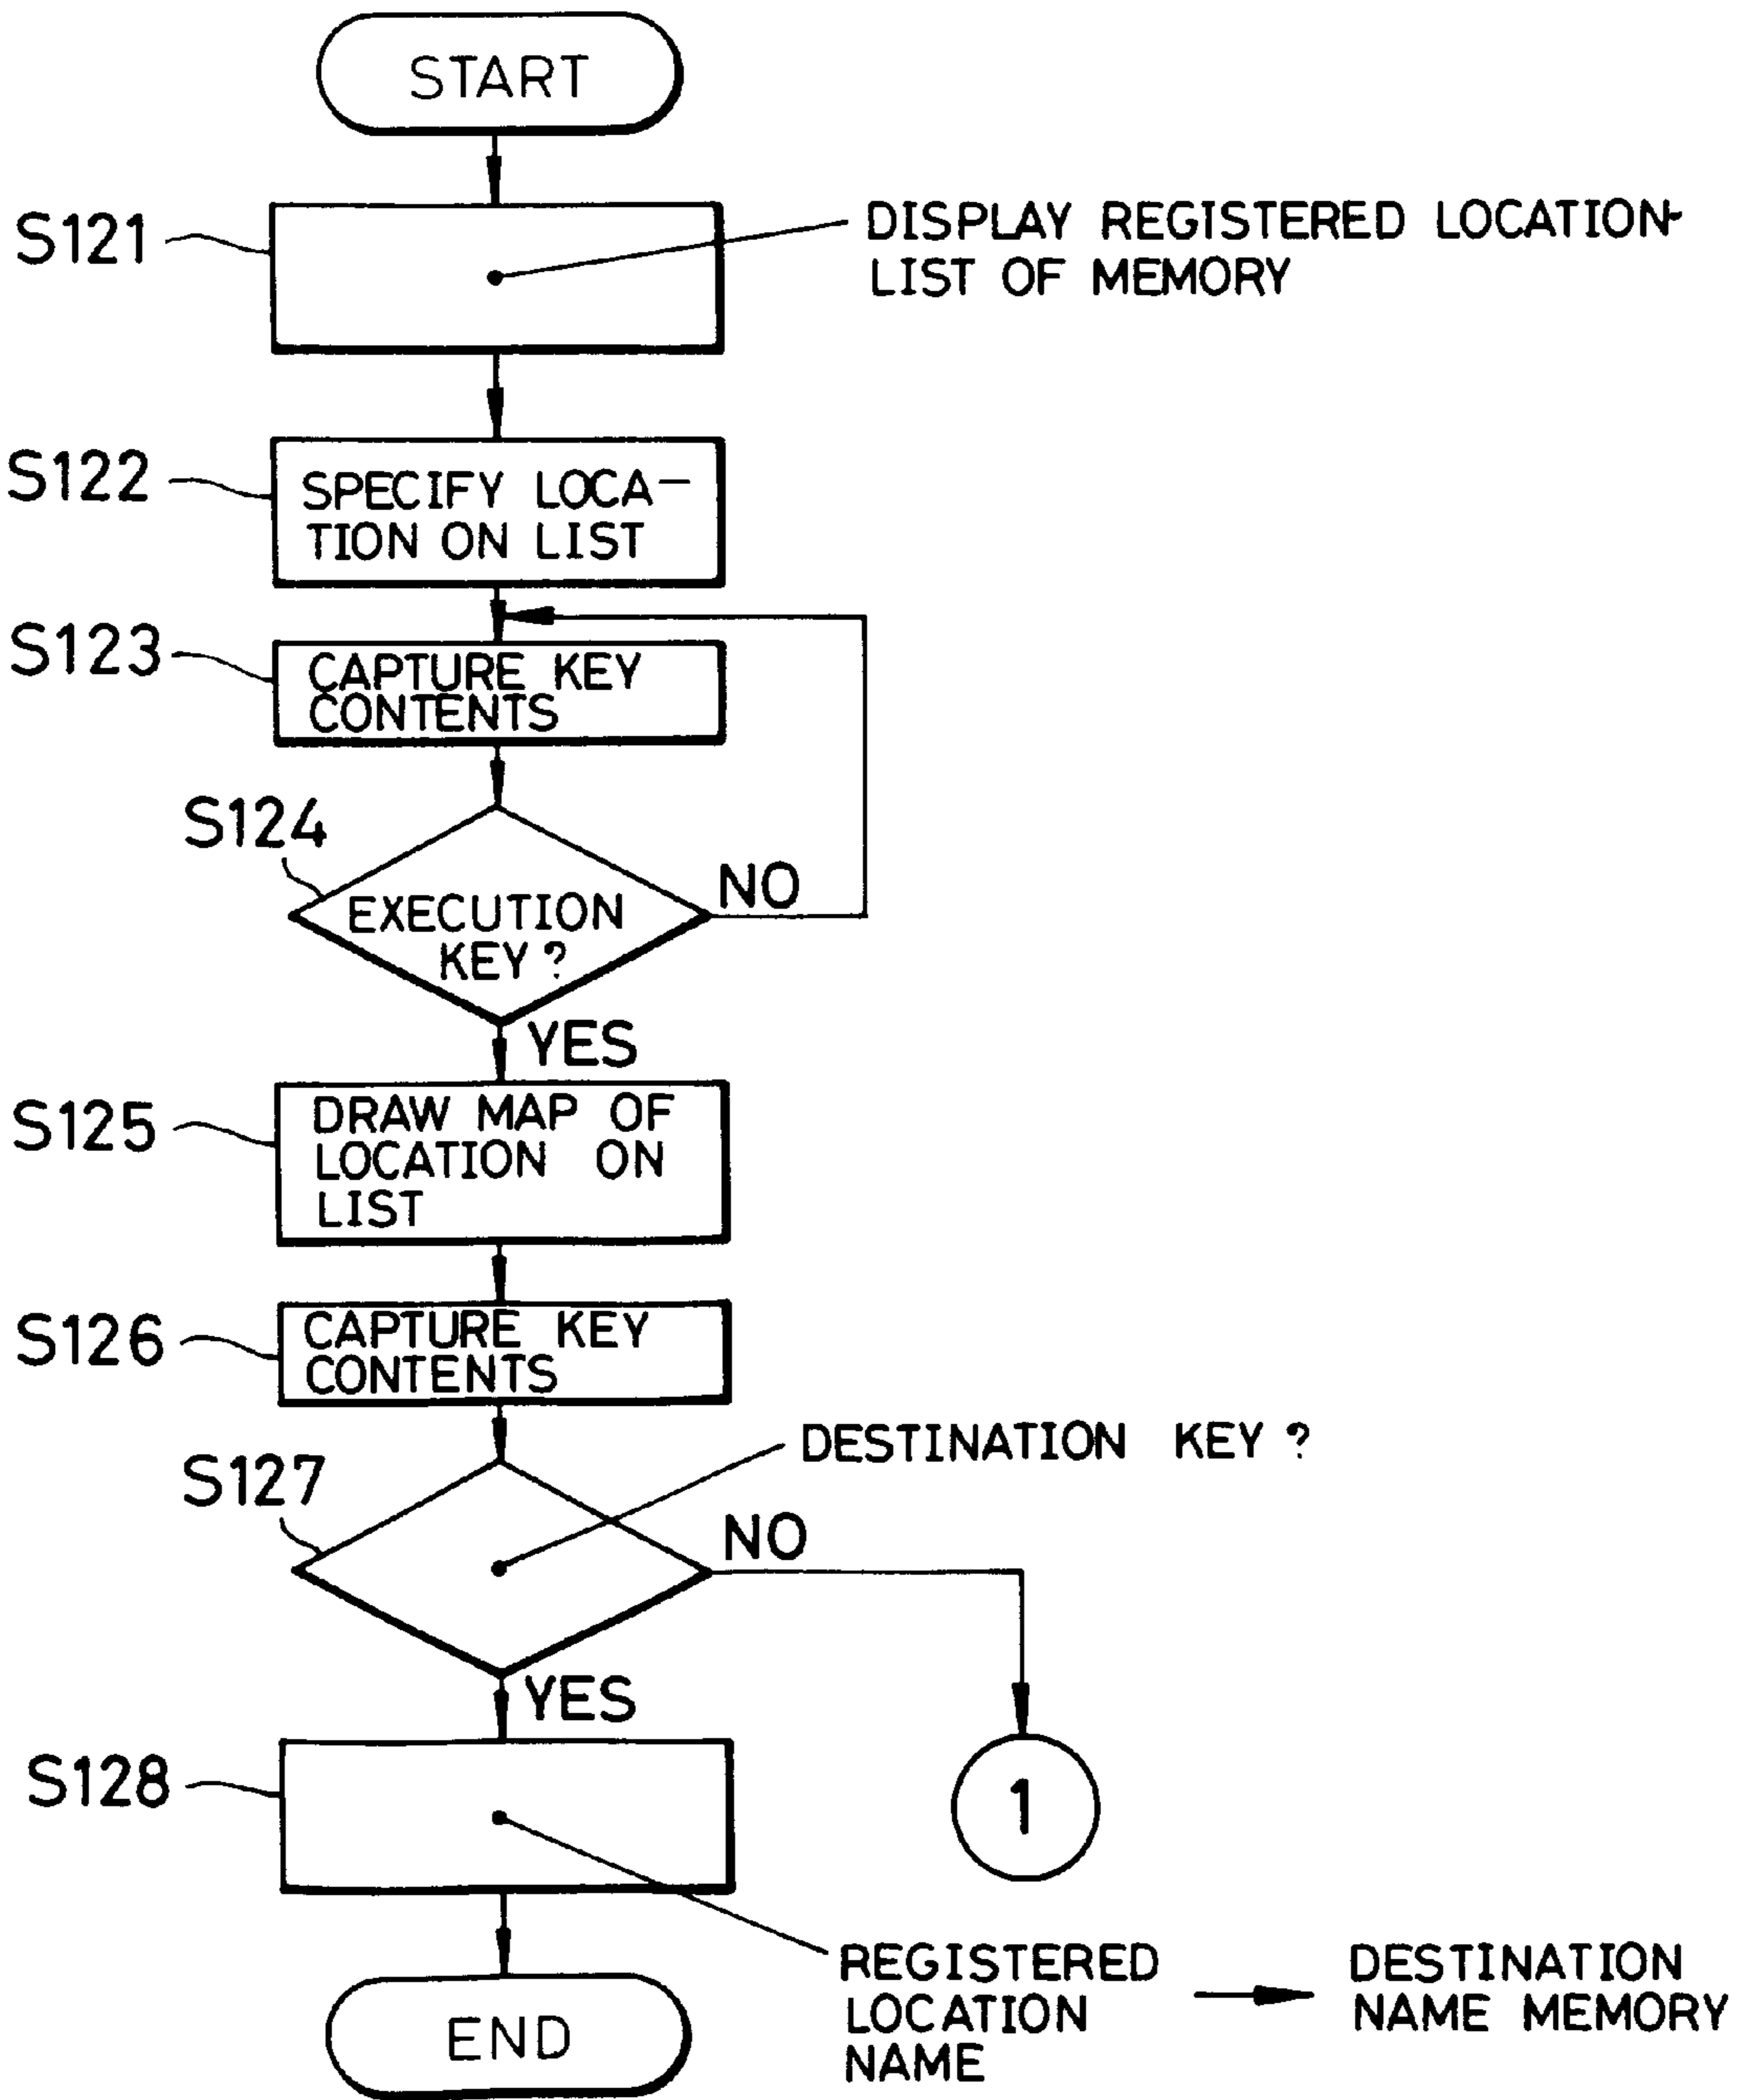 START
S121
DISPLAY REGISTERED LOCATION-
LIST OF MEMORY
S122
SPECIFY LOCA-
TION ON LIST
S123
CAPTURE KEY
CONTENTS
S124
EXECUTION
KEY?
NO
YES
S125
DRAW MAP OF
LOCATION ON
LIST
S126
CAPTURE KEY
CONTENTS
DESTINATION KEY?
S127
NO
YES
S128
1
REGISTERED
LOCATION
NAME
DESTINATION
NAME MEMORY
END